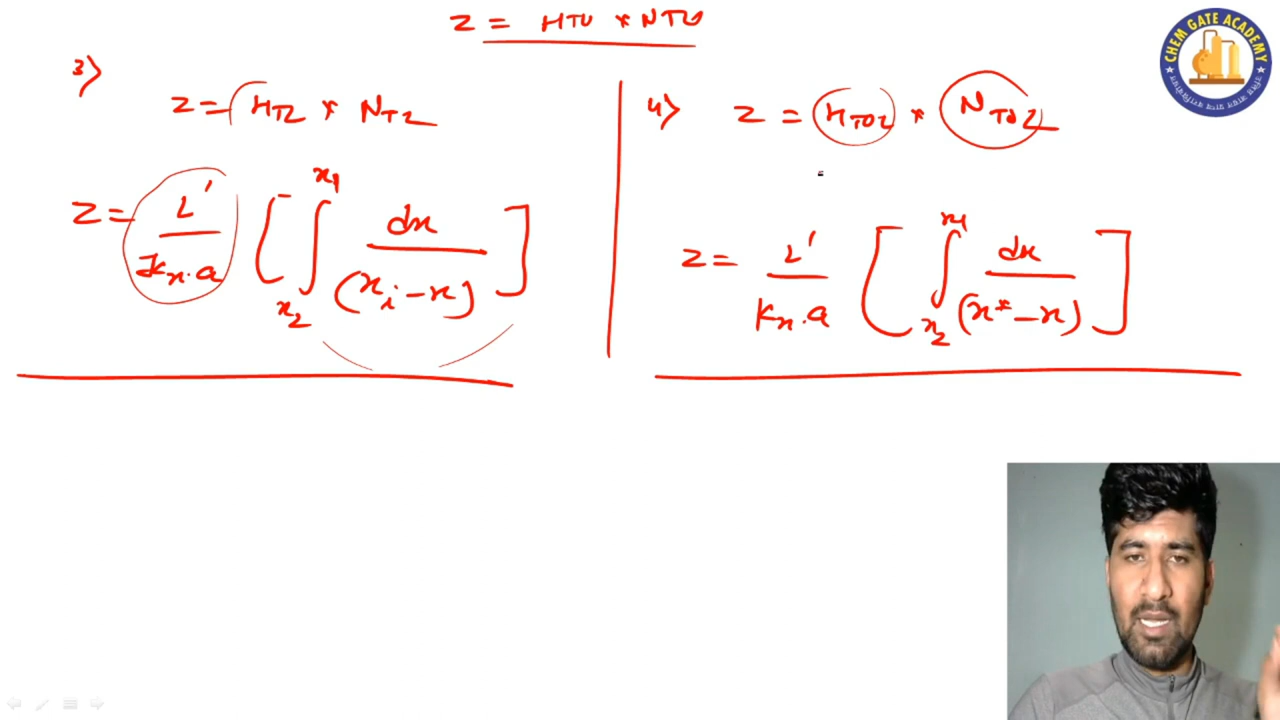 Z = HTU * NTU
3)
Z = HTL * NTL
Z = L' / kx.a [ ∫ x1 x2 dx / (xi - x) ]
4)
Z = HTOL * NTOL
Z = L' / Kx.a [ ∫ x1 x2 dx / (x* - x) ]
CHEM GATE ACADEMY